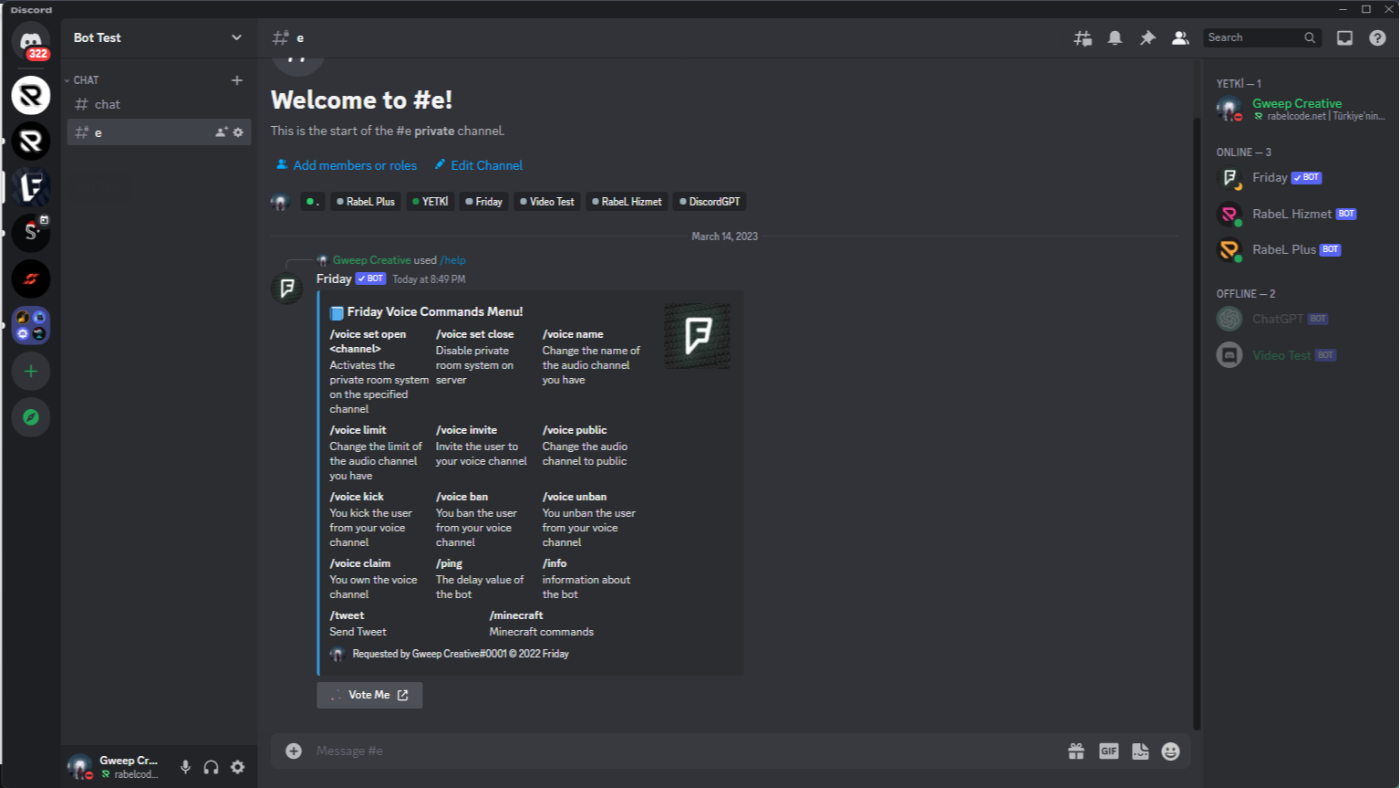 Discord
322
Bot Test
CHAT
chat
e
e
Search
Welcome to #e!
This is the start of the #e private channel.
Add members or roles
Edit Channel
.
RabeL Plus
YETKİ
Friday
Video Test
RabeL Hizmet
DiscordGPT
March 14, 2023
Gweep Creative used /help
Friday BOT Today at 8:49 PM
Friday Voice Commands Menu!
/voice set open
<channel>
Activates the
private room system
on the specified
channel
/voice set close
Disable private
room system on
server
/voice name
Change the name of
the audio channel
you have
/voice limit
Change the limit of
the audio channel
you have
/voice invite
Invite the user to
your voice channel
/voice public
Change the audio
channel to public
/voice kick
You kick the user
from your voice
channel
/voice ban
You ban the user
from your voice
channel
/voice unban
You unban the user
from your voice
channel
/voice claim
You own the voice
channel
/ping
The delay value of
the bot
/info
information about
the bot
/tweet
Send Tweet
/minecraft
Minecraft commands
Requested by Gweep Creative#0001 © 2022 Friday
Vote Me
Message #e
GIF
Gweep Cr...
rabelcod...
YETKİ — 1
Gweep Creative
rabelcode.net | Türkiye'nin...
ONLINE — 3
Friday BOT
RabeL Hizmet BOT
RabeL Plus BOT
OFFLINE — 2
ChatGPT BOT
Video Test BOT